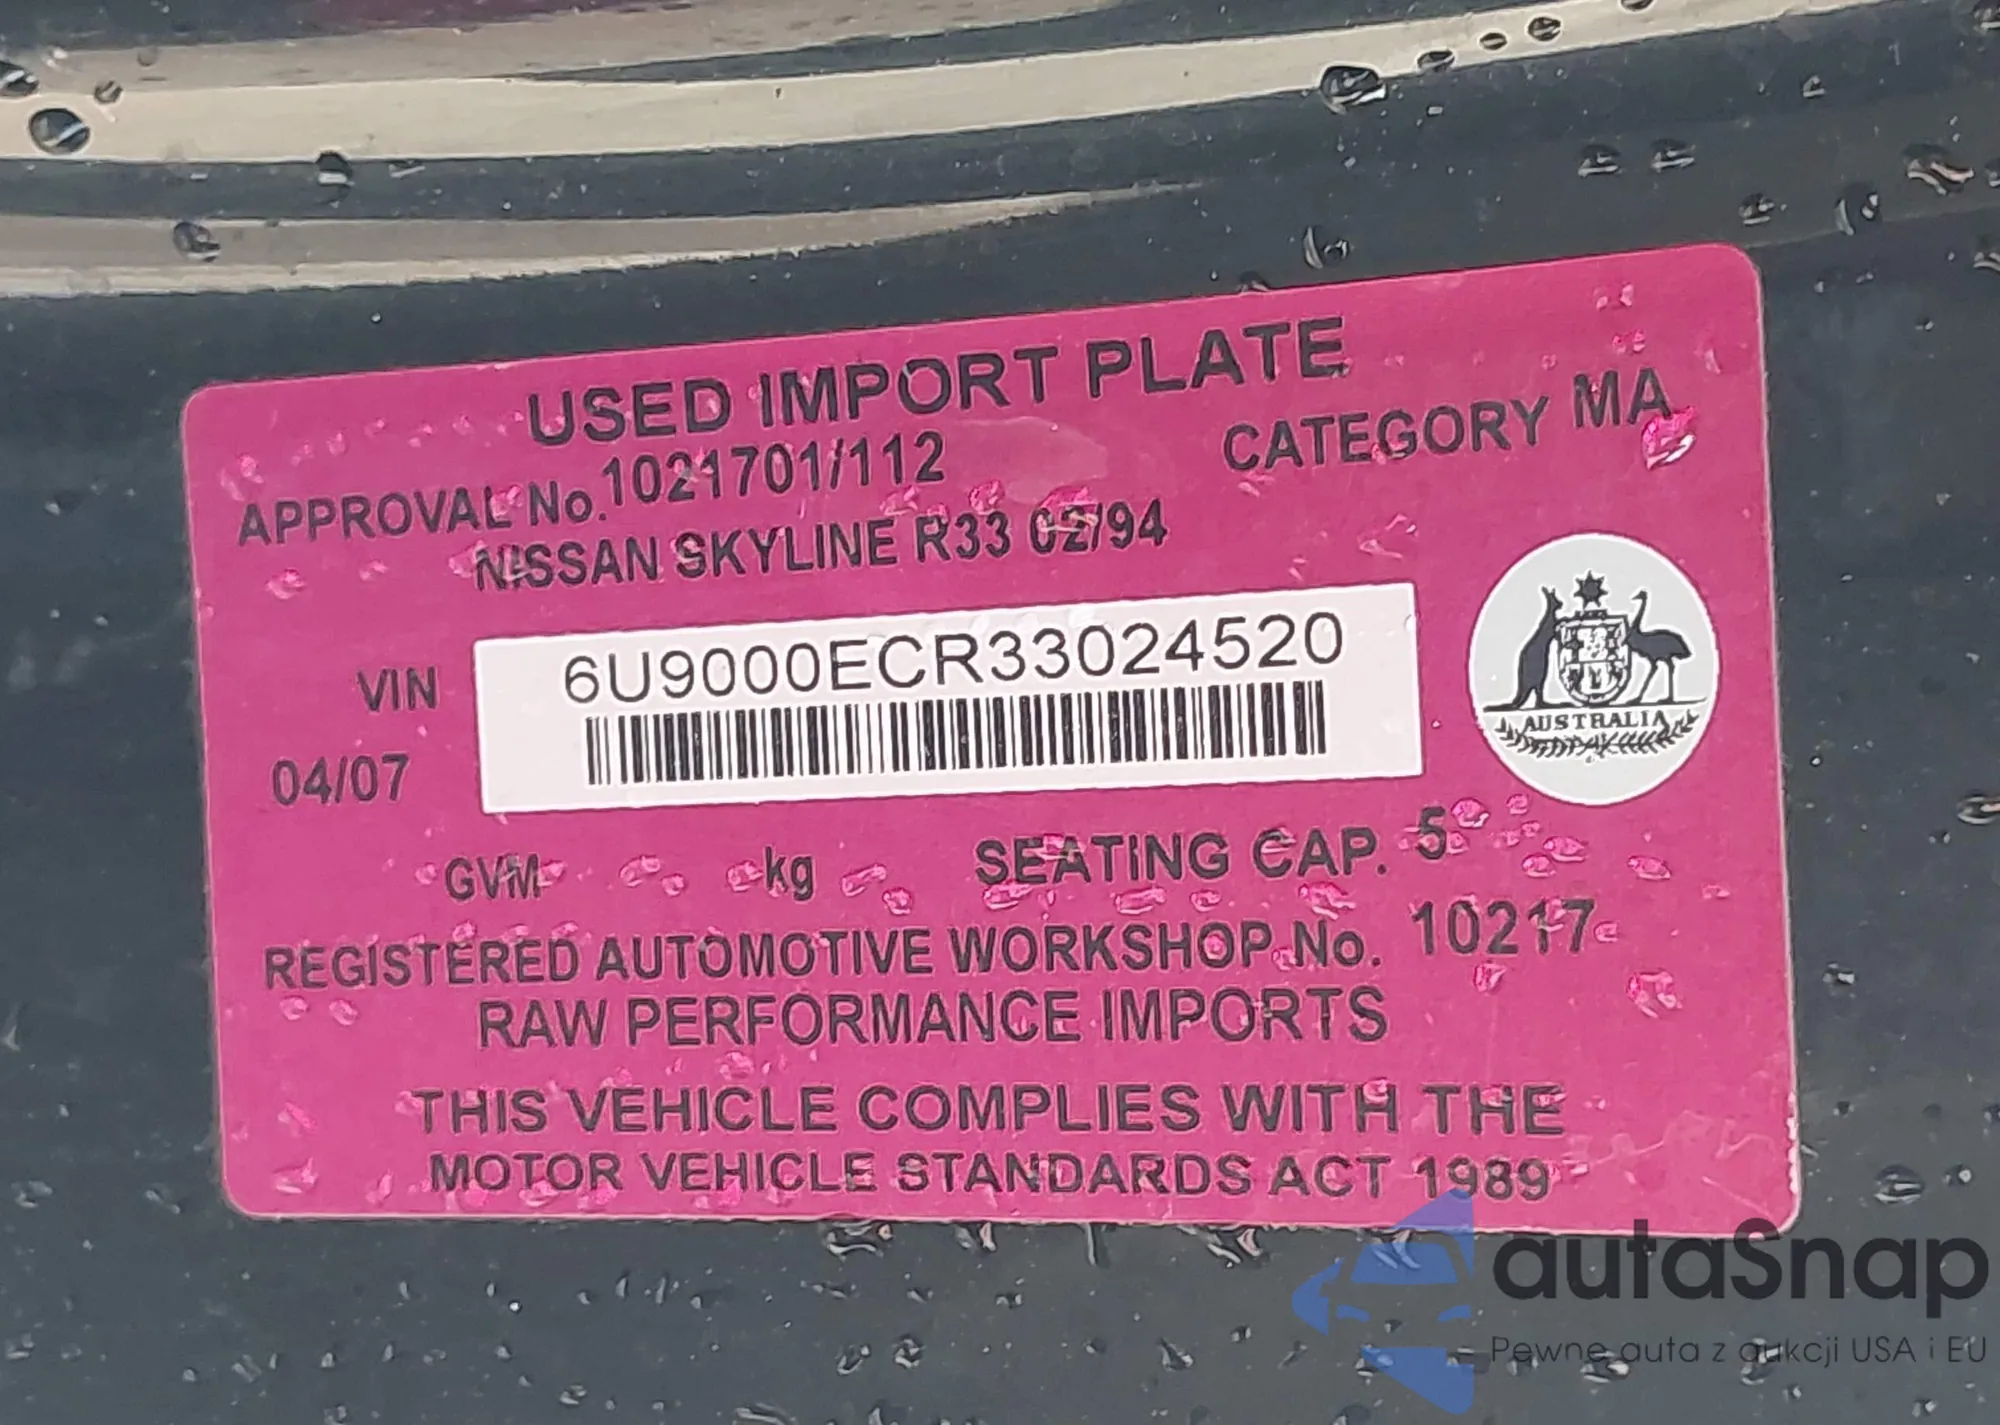 USED IMPORT PLATE
APPROVAL No. 1021701/112
CATEGORY MA
NISSAN SKYLINE R33 02/94
VIN 6U9000ECR33024520
04/07
AUSTRALIA
GVM kg SEATING CAP. 5
REGISTERED AUTOMOTIVE WORKSHOP No. 10217
RAW PERFORMANCE IMPORTS
THIS VEHICLE COMPLIES WITH THE
MOTOR VEHICLE STANDARDS ACT 1989
autaSnap
Pewne auta z aukcji USA i EU